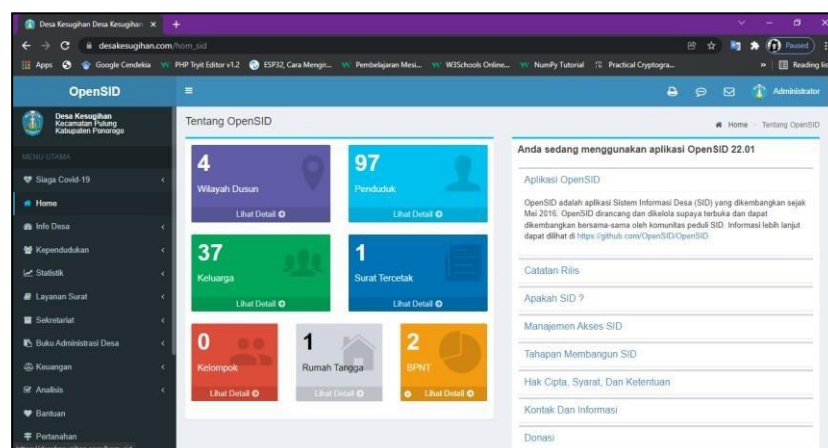 Desa Kesugihan Desa Kesugihan
desakesugihan.com/hom_sid
Paused
Apps
Google Cendekia
PHP Tryit Editor v1.2
ESP32, Cara Mengir...
Pembelajaran Mesi...
W3Schools Online...
NumPy Tutorial
Practical Cryptogra...
Reading lis
OpenSID
Administrator
Desa Kesugihan
Kecamatan Pulung
Kabupaten Ponorogo
MENU UTAMA
Siaga Covid-19
Home
Info Desa
Kependudukan
Statistik
Layanan Surat
Sekretariat
Buku Administrasi Desa
Keuangan
Analisis
Bantuan
Pertanahan
Tentang OpenSID
Home > Tentang OpenSID
4
Wilayah Dusun
Lihat Detail
97
Penduduk
Lihat Detail
37
Keluarga
Lihat Detail
1
Surat Tercetak
Lihat Detail
0
Kelompok
Lihat Detail
1
Rumah Tangga
Lihat Detail
2
BPNT
Lihat Detail
Anda sedang menggunakan aplikasi OpenSID 22.01
Aplikasi OpenSID
OpenSID adalah aplikasi Sistem Informasi Desa (SID) yang dikembangkan sejak
Mei 2016. OpenSID dirancang dan dikelola supaya terbuka dan dapat
dikembangkan bersama-sama oleh komunitas peduli SID. Informasi lebih lanjut
dapat dilihat di https://github.com/OpenSID/OpenSID.
Catatan Rilis
Apakah SID ?
Manajemen Akses SID
Tahapan Membangun SID
Hak Cipta, Syarat, Dan Ketentuan
Kontak Dan Informasi
Donasi